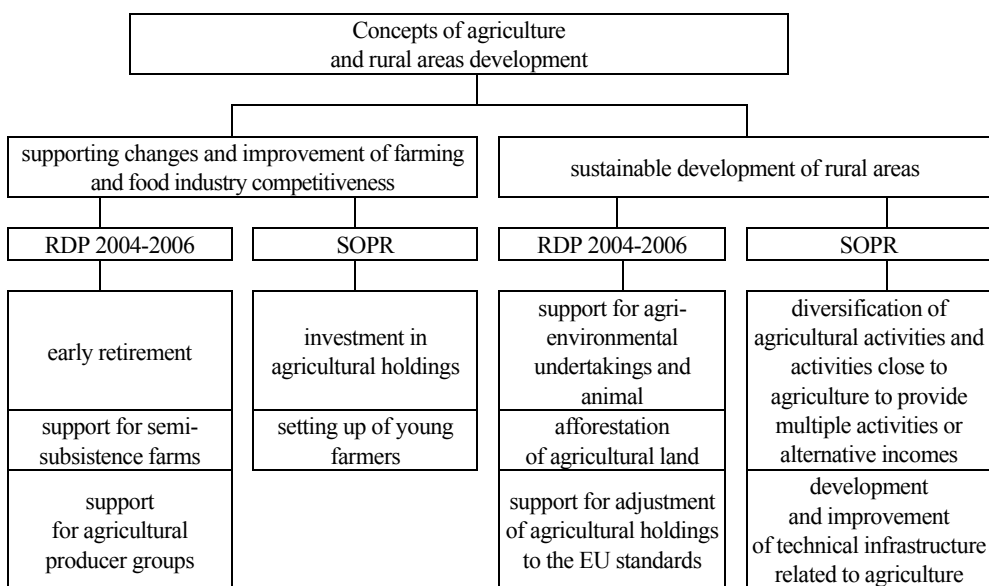 Concepts of agriculture
and rural areas development
supporting changes and improvement of farming
and food industry competitiveness
sustainable development of rural areas
RDP 2004-2006
SOPR
RDP 2004-2006
SOPR
early retirement
support for semi-
subsistence farms
support
for agricultural
producer groups
investment in
agricultural holdings
setting up of young
farmers
support for agri-
environmental
undertakings and
animal
afforestation
of agricultural land
support for adjustment
of agricultural holdings
to the EU standards
diversification of
agricultural activities and
activities close to
agriculture to provide
multiple activities or
alternative incomes
development
and improvement
of technical infrastructure
related to agriculture